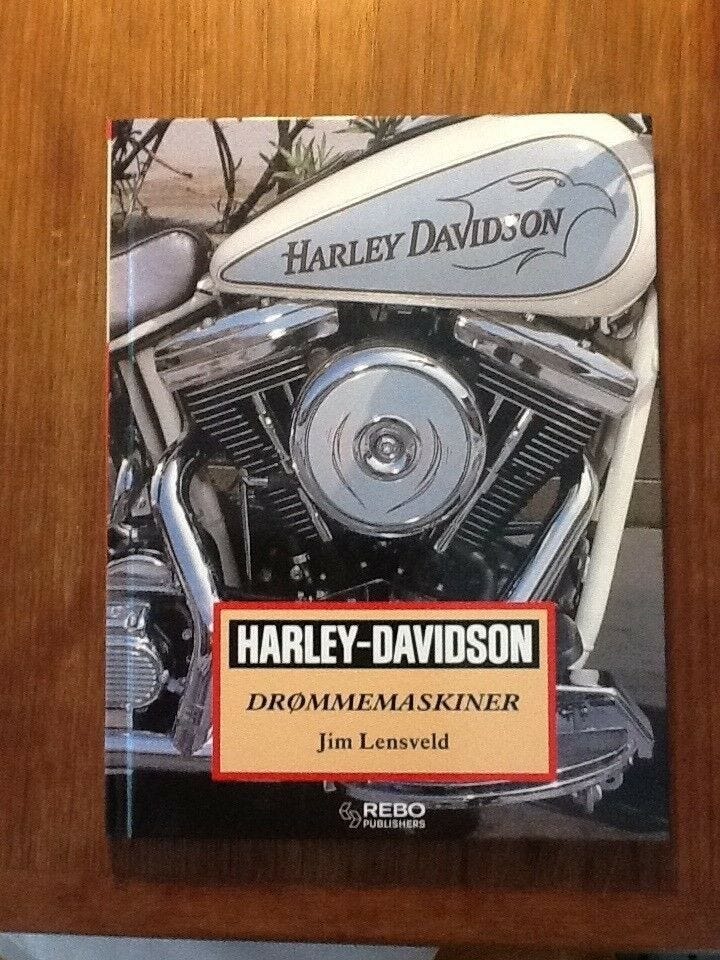 HARLEY DAVIDSON
HARLEY-DAVIDSON
DRØMMEMASKINER
Jim Lensveld
REBO
PUBLISHERS